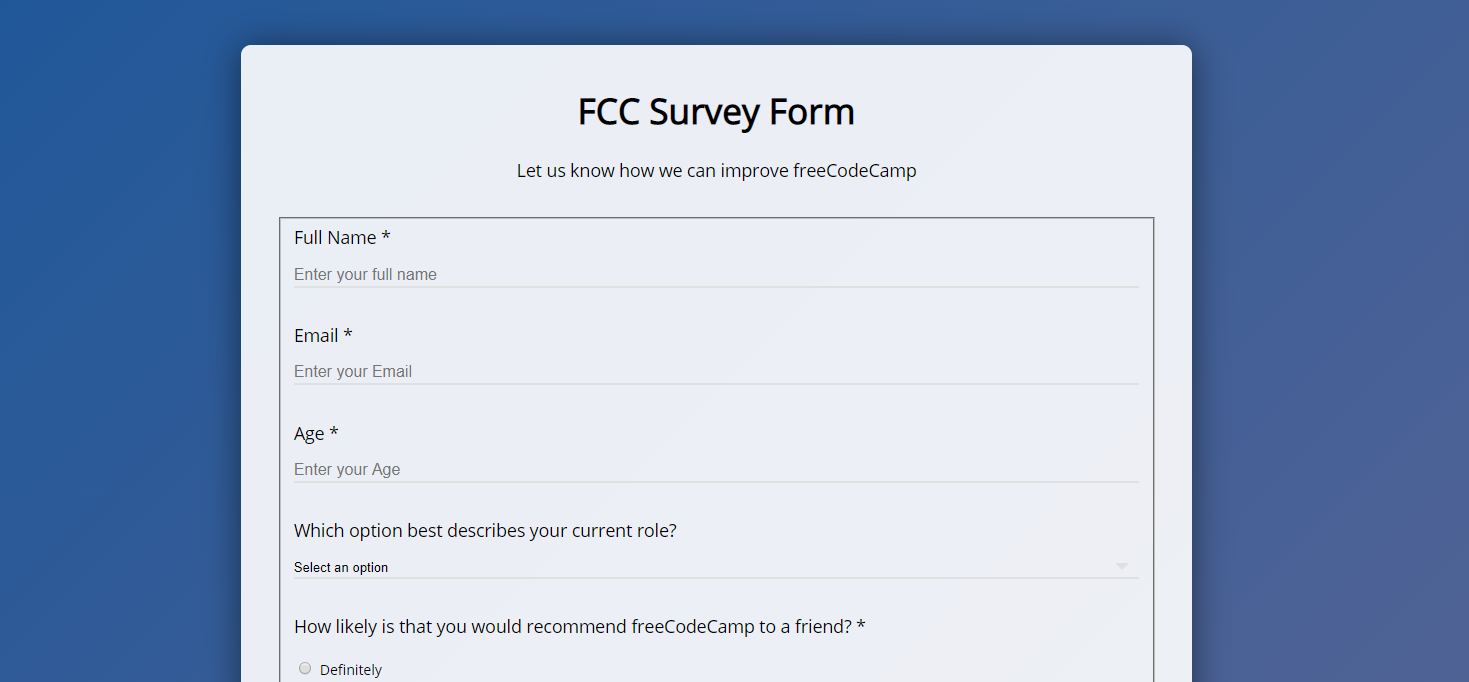 FCC Survey Form
Let us know how we can improve freeCodeCamp
Full Name *
Enter your full name
Email *
Enter your Email
Age *
Enter your Age
Which option best describes your current role?
Select an option
How likely is that you would recommend freeCodeCamp to a friend? *
Definitely